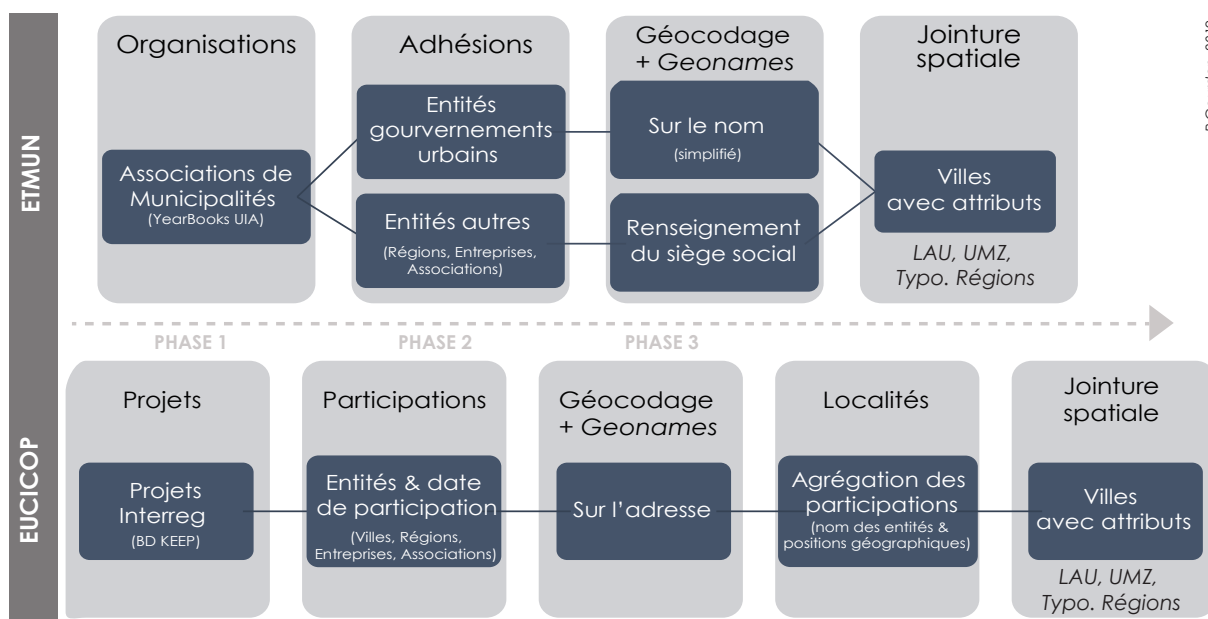 ETMUN
Organisations
Associations de
Municipalités
(YearBooks UIA)
Adhésions
Entités
gourvernements
urbains
Entités autres
(Régions, Entreprises,
Associations)
Géocodage
+ Geonames
Sur le nom
(simplifié)
Renseignement
du siège social
Jointure
spatiale
Villes
avec attributs
LAU, UMZ,
Typo. Régions
PHASE 1
PHASE 2
PHASE 3
EUCICOP
Projets
Projets
Interreg
(BD KEEP)
Participations
Entités & date
de participation
(Villes, Régions,
Entreprises, Associations)
Géocodage
+ Geonames
Sur l'adresse
Localités
Agrégation des
participations
(nom des entités &
positions géographiques)
Jointure
spatiale
Villes
avec attributs
LAU, UMZ,
Typo. Régions